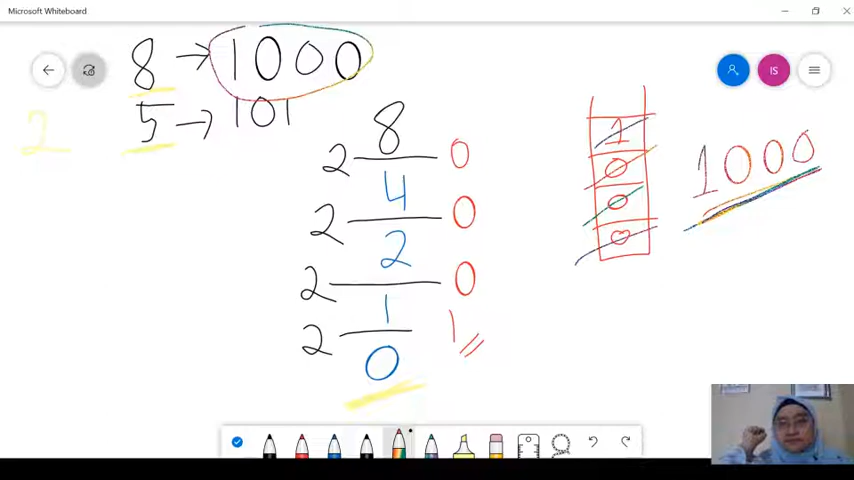 Microsoft Whiteboard
IS
8 → 1000
5 → 101
2
2 8 0
2 4 0
2 2 0
2 1 1
0
1
0
0
0
1000